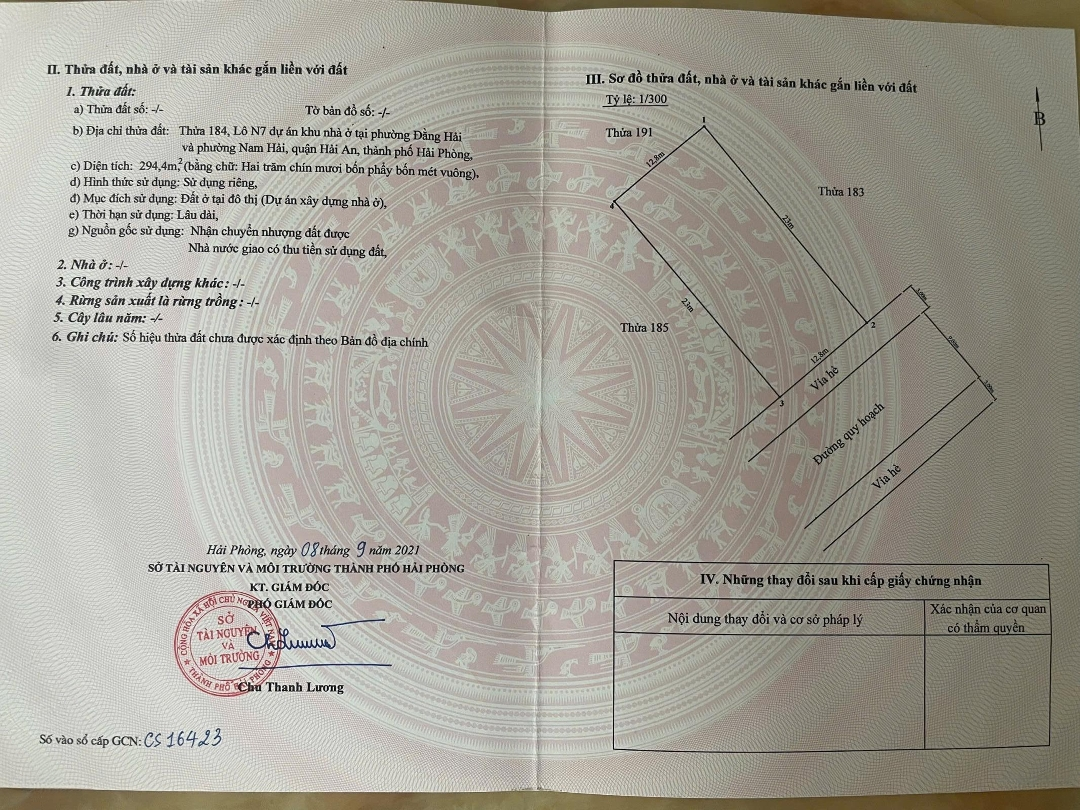 II. Thửa đất, nhà ở và tài sản khác gắn liền với đất
1. Thửa đất:
a) Thửa đất số: -/- Tờ bản đồ số: -/-
b) Địa chỉ thửa đất: Thửa 184, Lô N7 dự án khu nhà ở tại phường Đằng Hải
và phường Nam Hải, quận Hải An, thành phố Hải Phòng,
c) Diện tích: 294,4m², (bằng chữ: Hai trăm chín mươi bốn phẩy bốn mét vuông),
d) Hình thức sử dụng: Sử dụng riêng,
đ) Mục đích sử dụng: Đất ở tại đô thị (Dự án xây dựng nhà ở),
e) Thời hạn sử dụng: Lâu dài,
g) Nguồn gốc sử dụng: Nhận chuyển nhượng đất được
Nhà nước giao có thu tiền sử dụng đất,
2. Nhà ở: -/-
3. Công trình xây dựng khác: -/-
4. Rừng sản xuất là rừng trồng: -/-
5. Cây lâu năm: -/-
6. Ghi chú: Số hiệu thửa đất chưa được xác định theo Bản đồ địa chính
Hải Phòng, ngày 08 tháng 9 năm 2021
SỞ TÀI NGUYÊN VÀ MÔI TRƯỜNG THÀNH PHỐ HẢI PHÒNG
KT. GIÁM ĐỐC
PHÓ GIÁM ĐỐC
CỘNG HÒA XÃ HỘI CHỦ NGHĨA VIỆT NAM
SỞ
TÀI NGUYÊN
VÀ
MÔI TRƯỜNG
THÀNH PHỐ HẢI PHÒNG
Chu Thanh Lương
Số vào sổ cấp GCN: CS 16423
III. Sơ đồ thửa đất, nhà ở và tài sản khác gắn liền với đất
Tỷ lệ: 1/300
B
Thửa 191
1
12,8m
Thửa 183
4
23m
23m
Thửa 185
2
12,8m
3
Vỉa hè
Đường quy hoạch
Vỉa hè
IV. Những thay đổi sau khi cấp giấy chứng nhận
Nội dung thay đổi và cơ sở pháp lý
Xác nhận của cơ quan
có thẩm quyền